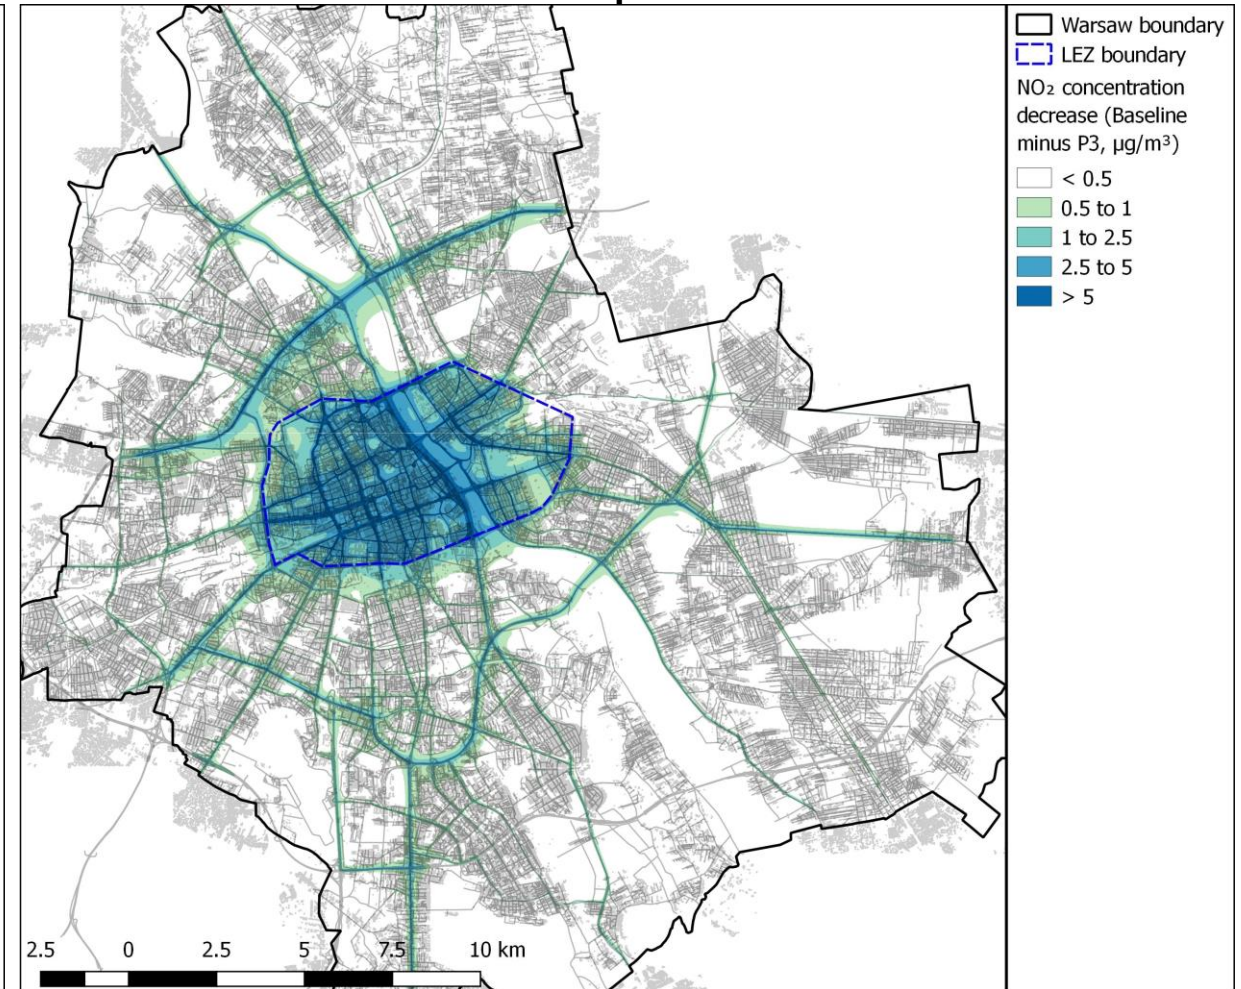 Warsaw boundary
LEZ boundary
NO₂ concentration
decrease (Baseline
minus P3, µg/m³)
< 0.5
0.5 to 1
1 to 2.5
2.5 to 5
> 5
2.5 0 2.5 5 7.5 10 km